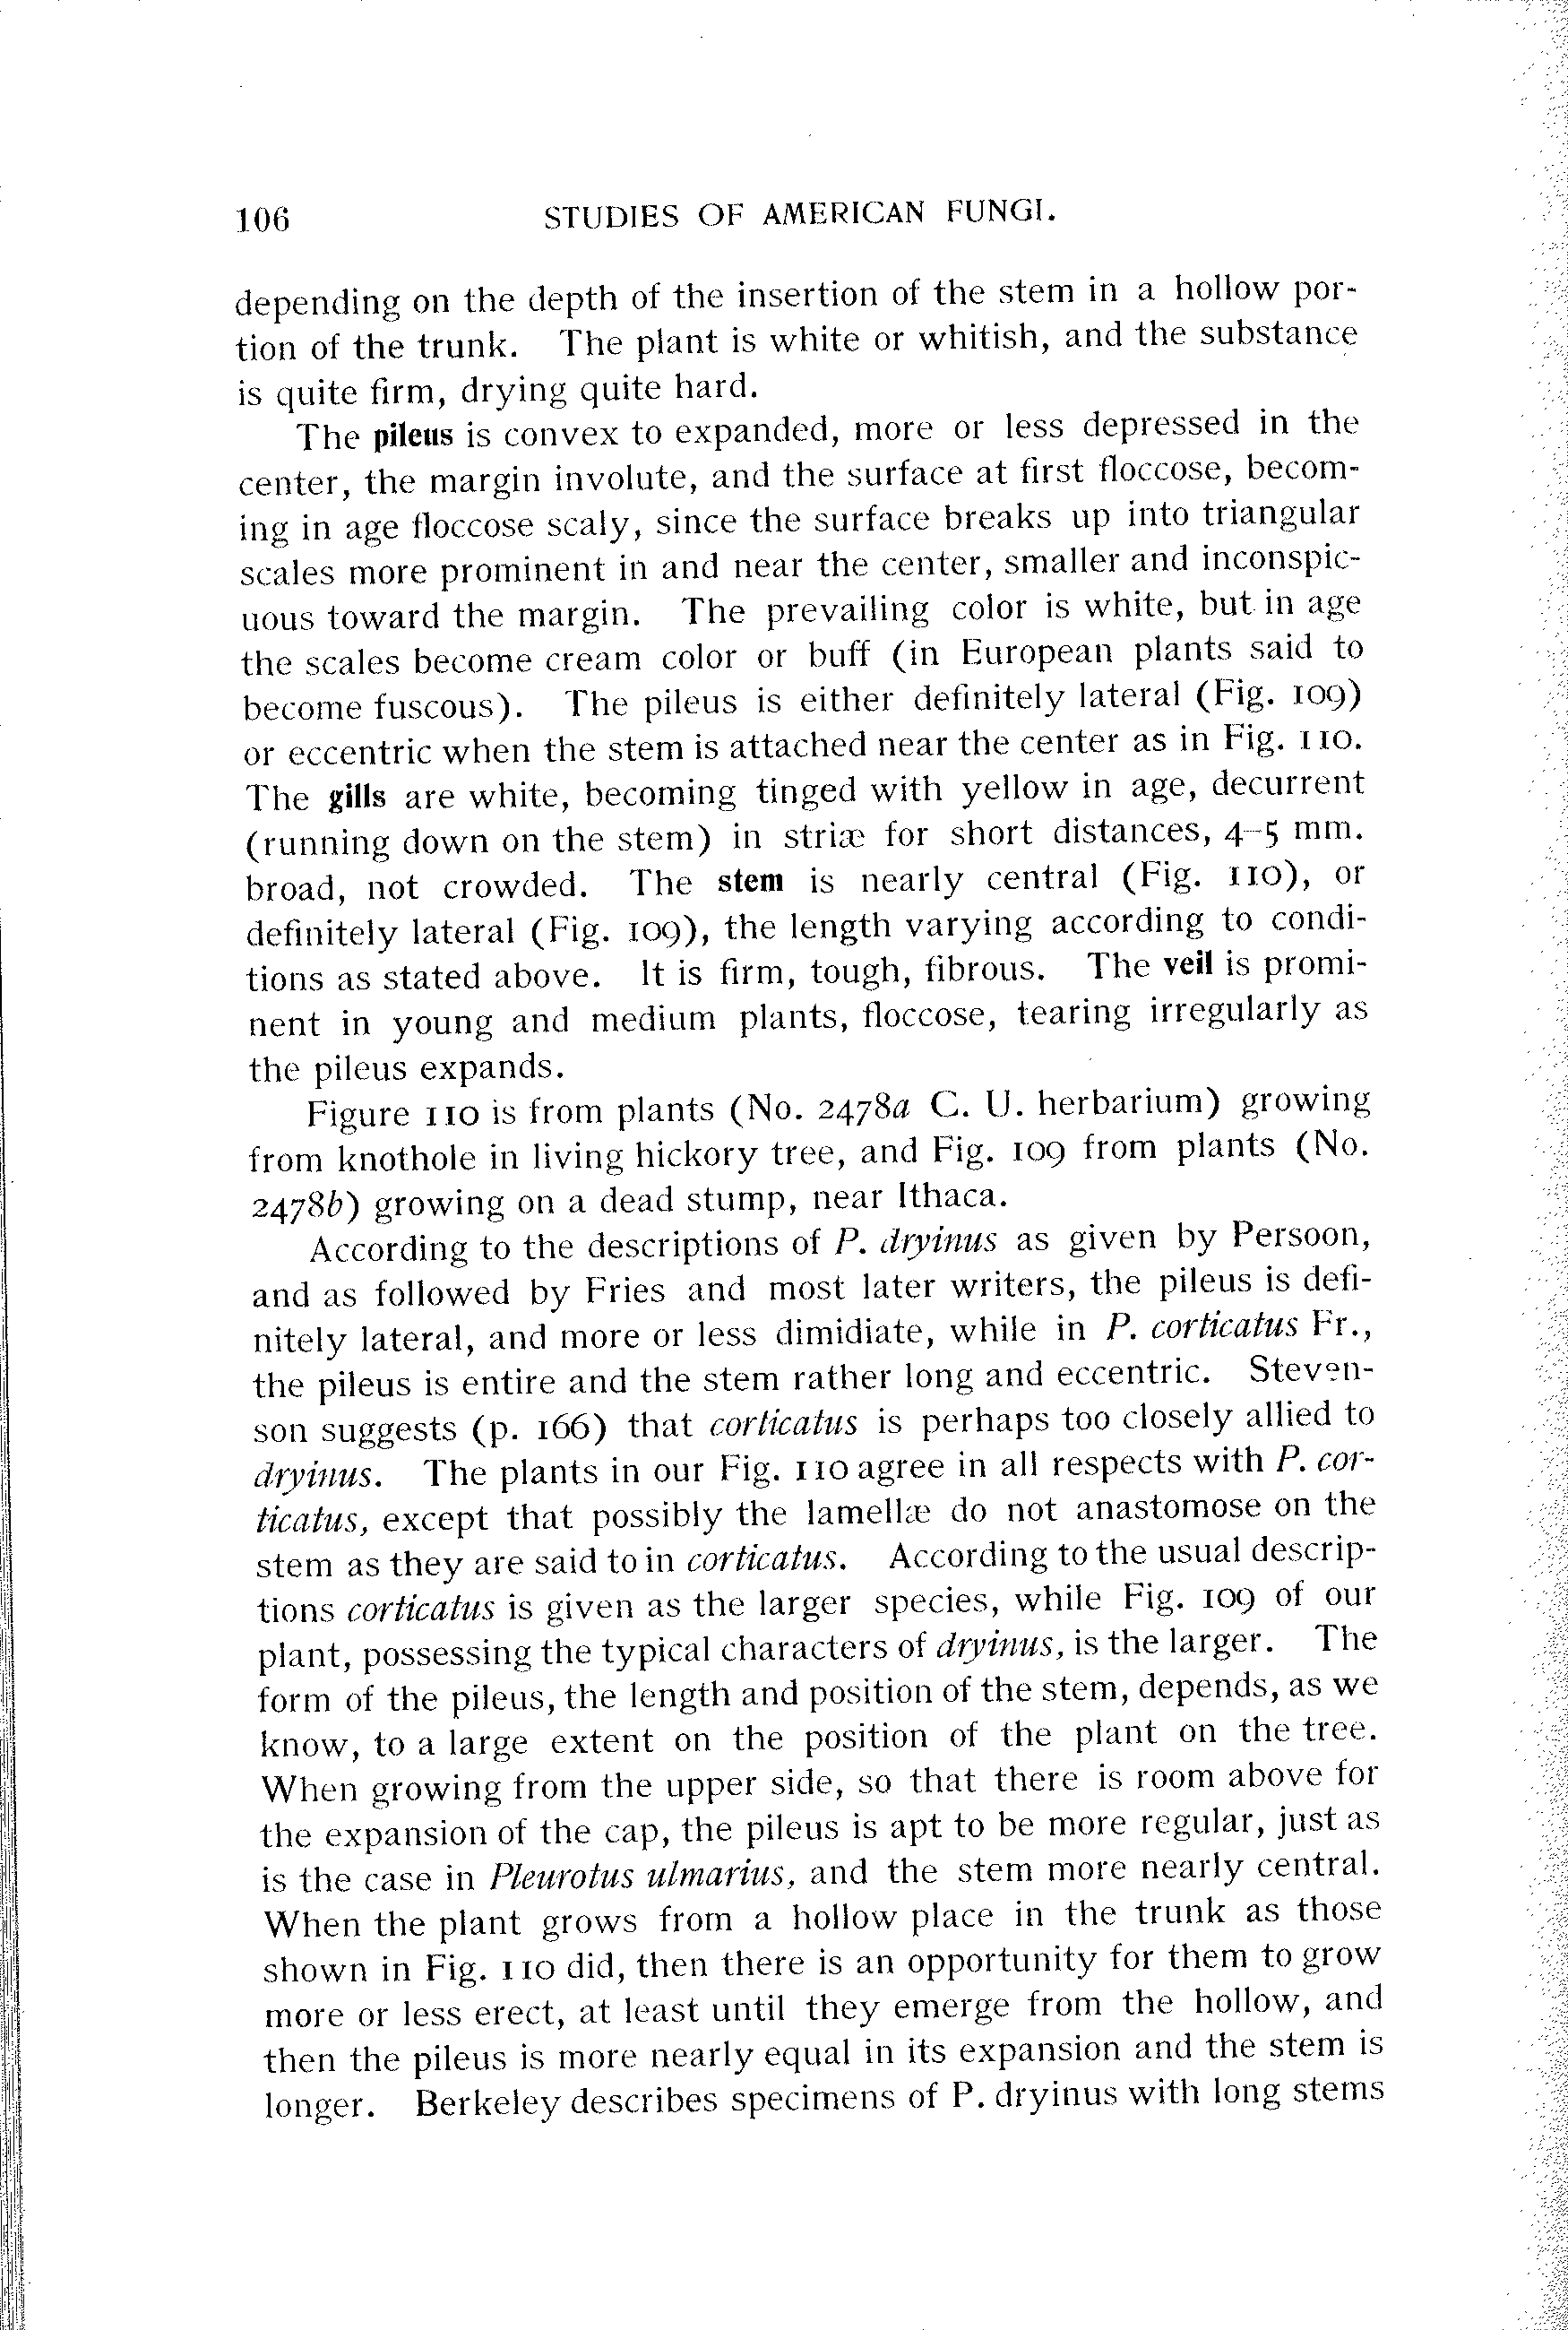 106 STUDIES OF AMERICAN FUNGI.
depending on the depth of the insertion of the stem in a hollow por-
tion of the trunk. The plant is white or whitish, and the substance
is quite firm, drying quite hard.
The pileus is convex to expanded, more or less depressed in the
center, the margin involute, and the surface at first floccose, becom-
ing in age floccose scaly, since the surface breaks up into triangular
scales more prominent in and near the center, smaller and inconspic-
uous toward the margin. The prevailing color is white, but in age
the scales become cream color or buff (in European plants said to
become fuscous). The pileus is either definitely lateral (Fig. 109)
or eccentric when the stem is attached near the center as in Fig. 110.
The gills are white, becoming tinged with yellow in age, decurrent
(running down on the stem) in striæ for short distances, 4–5 mm.
broad, not crowded. The stem is nearly central (Fig. 110), or
definitely lateral (Fig. 109), the length varying according to condi-
tions as stated above. It is firm, tough, fibrous. The veil is promi-
nent in young and medium plants, floccose, tearing irregularly as
the pileus expands.
Figure 110 is from plants (No. 2478a C. U. herbarium) growing
from knothole in living hickory tree, and Fig. 109 from plants (No.
2478b) growing on a dead stump, near Ithaca.
According to the descriptions of P. dryinus as given by Persoon,
and as followed by Fries and most later writers, the pileus is defi-
nitely lateral, and more or less dimidiate, while in P. corticatus Fr.,
the pileus is entire and the stem rather long and eccentric. Steven-
son suggests (p. 166) that corticatus is perhaps too closely allied to
dryinus. The plants in our Fig. 110 agree in all respects with P. cor-
ticatus, except that possibly the lamellæ do not anastomose on the
stem as they are said to in corticatus. According to the usual descrip-
tions corticatus is given as the larger species, while Fig. 109 of our
plant, possessing the typical characters of dryinus, is the larger. The
form of the pileus, the length and position of the stem, depends, as we
know, to a large extent on the position of the plant on the tree.
When growing from the upper side, so that there is room above for
the expansion of the cap, the pileus is apt to be more regular, just as
is the case in Pleurotus ulmarius, and the stem more nearly central.
When the plant grows from a hollow place in the trunk as those
shown in Fig. 110 did, then there is an opportunity for them to grow
more or less erect, at least until they emerge from the hollow, and
then the pileus is more nearly equal in its expansion and the stem is
longer. Berkeley describes specimens of P. dryinus with long stems